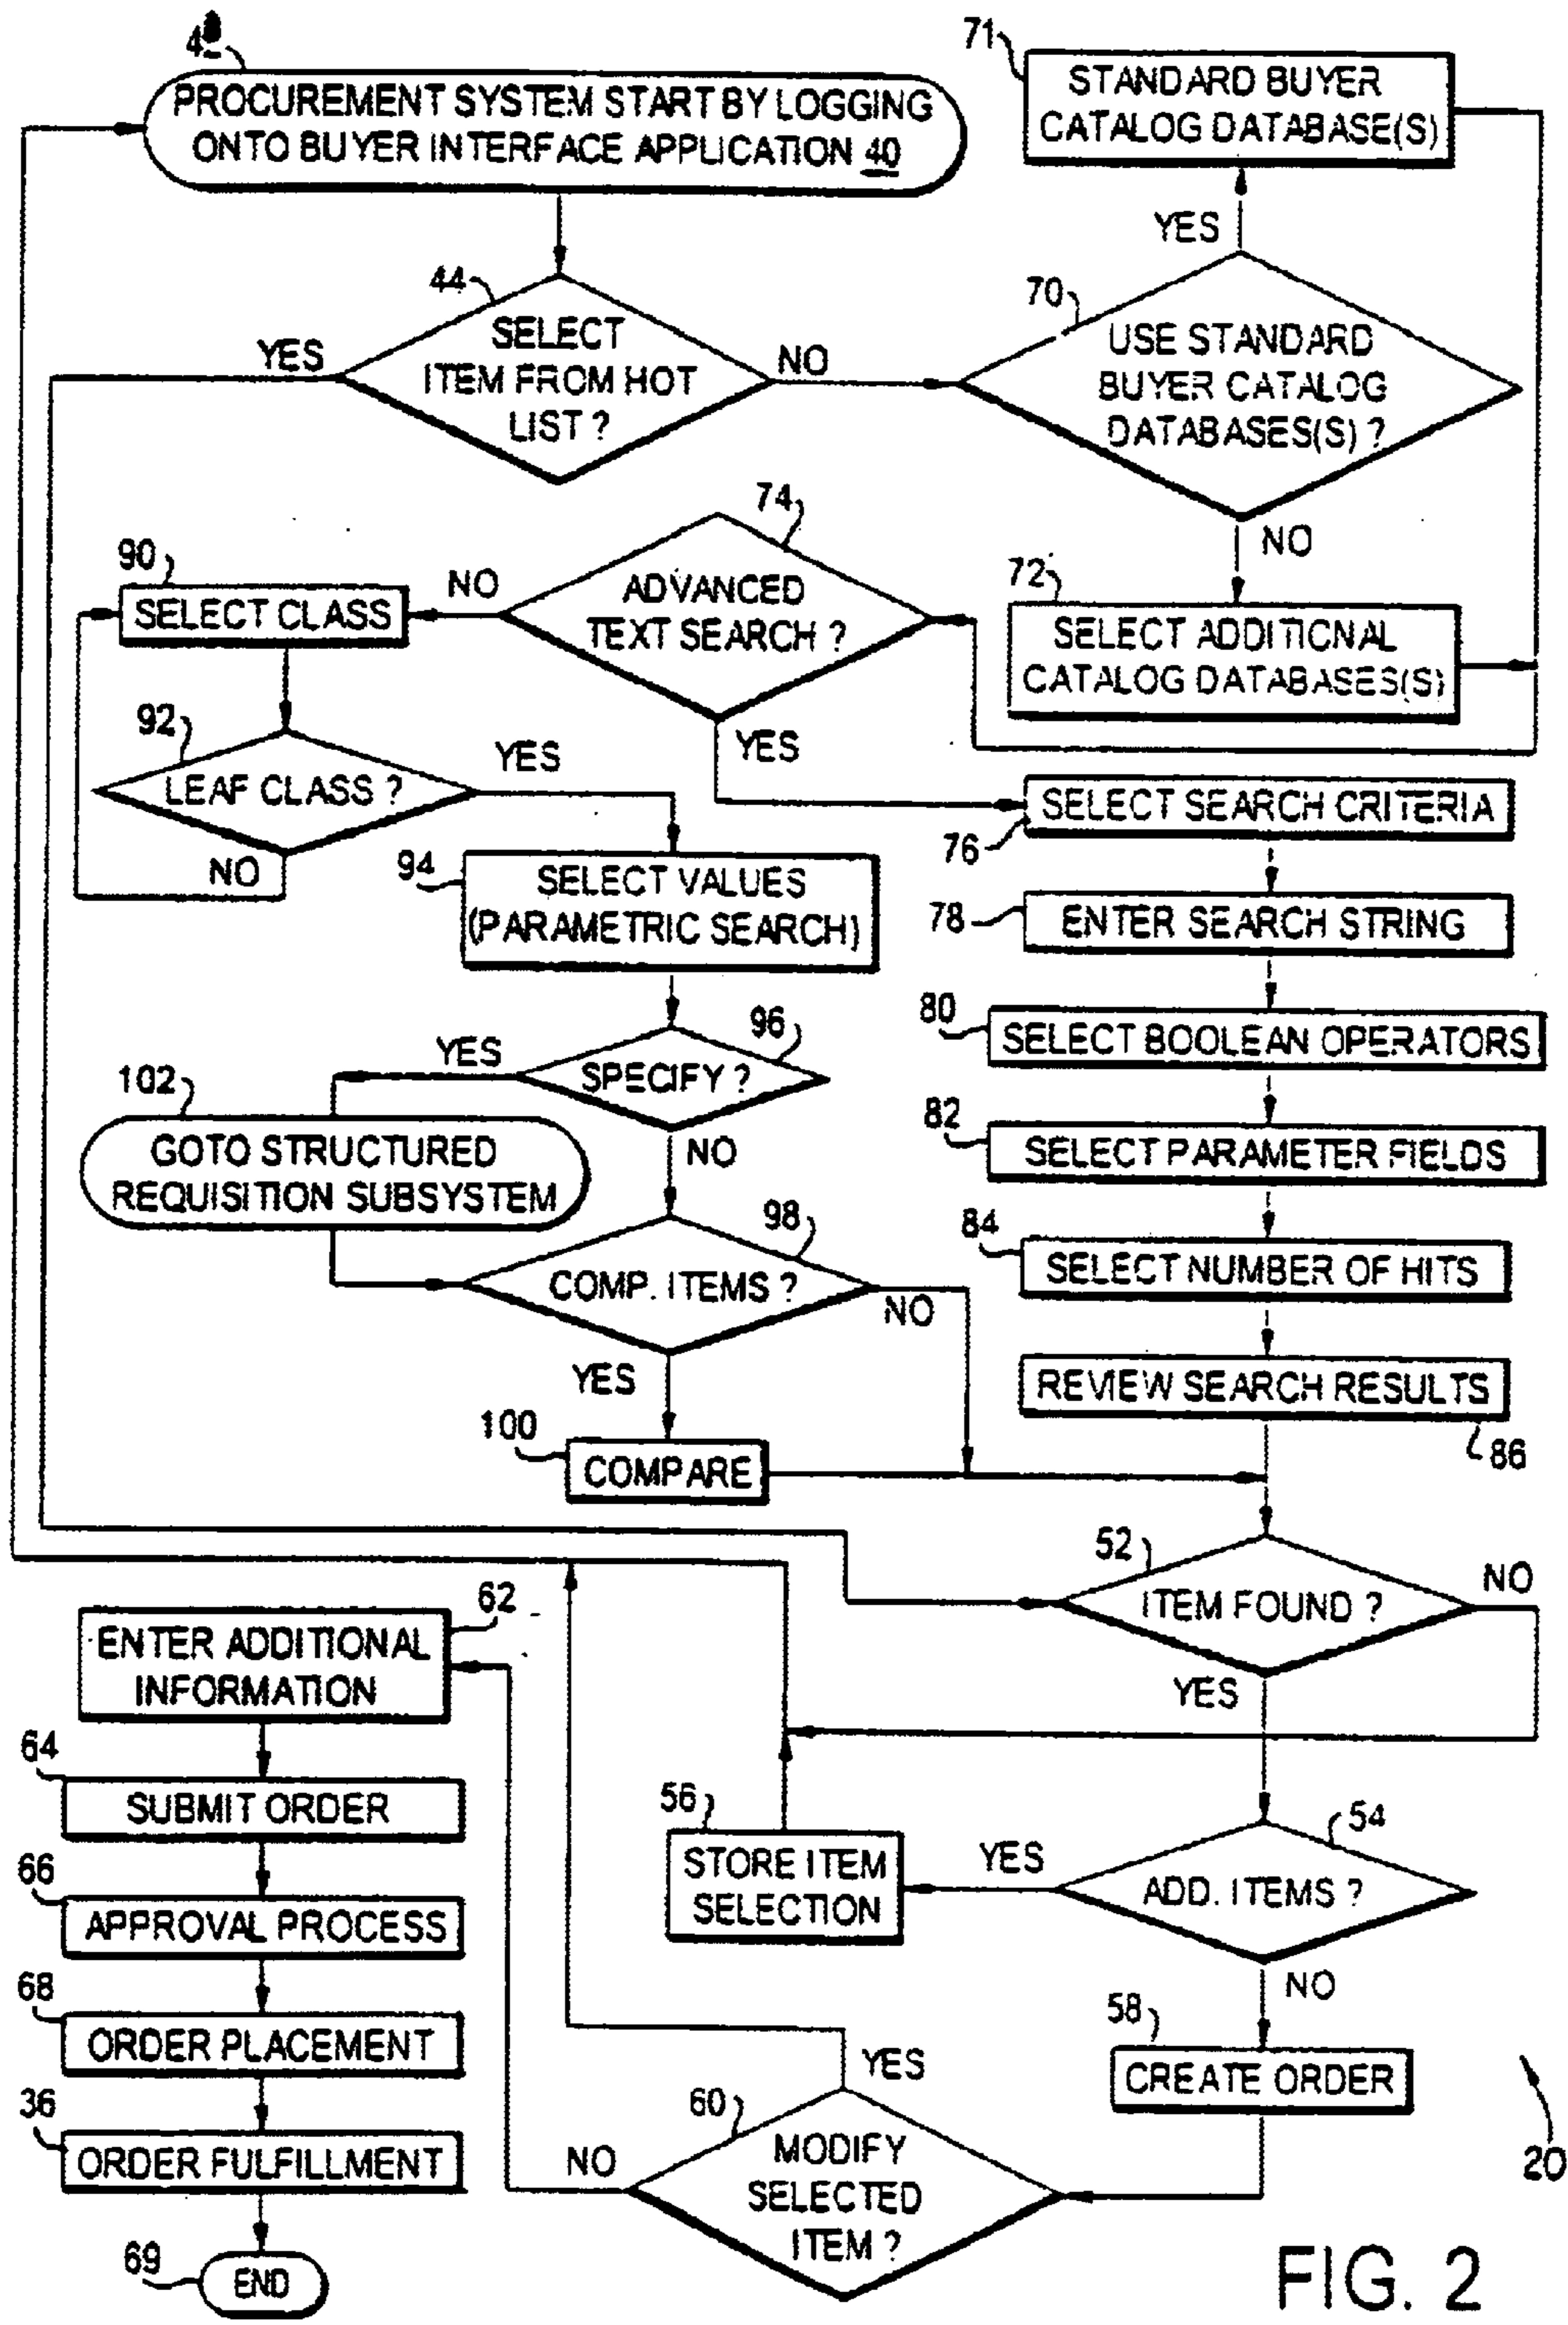 4
PROCUREMENT SYSTEM START BY LOGGING
ONTO BUYER INTERFACE APPLICATION 40
71
STANDARD BUYER
CATALOG DATABASE(S)
YES
44
SELECT
ITEM FROM HOT
LIST ?
YES
NO
70
USE STANDARD
BUYER CATALOG
DATABASES(S) ?
NO
74
ADVANCED
TEXT SEARCH ?
NO
YES
72
SELECT ADDITIONAL
CATALOG DATABASES(S)
90
SELECT CLASS
92
LEAF CLASS ?
YES
NO
94
SELECT VALUES
(PARAMETRIC SEARCH)
SELECT SEARCH CRITERIA
76
78
ENTER SEARCH STRING
80
SELECT BOOLEAN OPERATORS
82
SELECT PARAMETER FIELDS
84
SELECT NUMBER OF HITS
REVIEW SEARCH RESULTS
86
96
SPECIFY ?
YES
NO
102
GOTO STRUCTURED
REQUISITION SUBSYSTEM
98
COMP. ITEMS ?
NO
YES
100
COMPARE
52
ITEM FOUND ?
NO
YES
54
ADD. ITEMS ?
YES
NO
56
STORE ITEM
SELECTION
58
CREATE ORDER
60
MODIFY
SELECTED
ITEM ?
YES
NO
62
ENTER ADDITIONAL
INFORMATION
64
SUBMIT ORDER
66
APPROVAL PROCESS
68
ORDER PLACEMENT
36
ORDER FULFILLMENT
69
END
20
FIG. 2